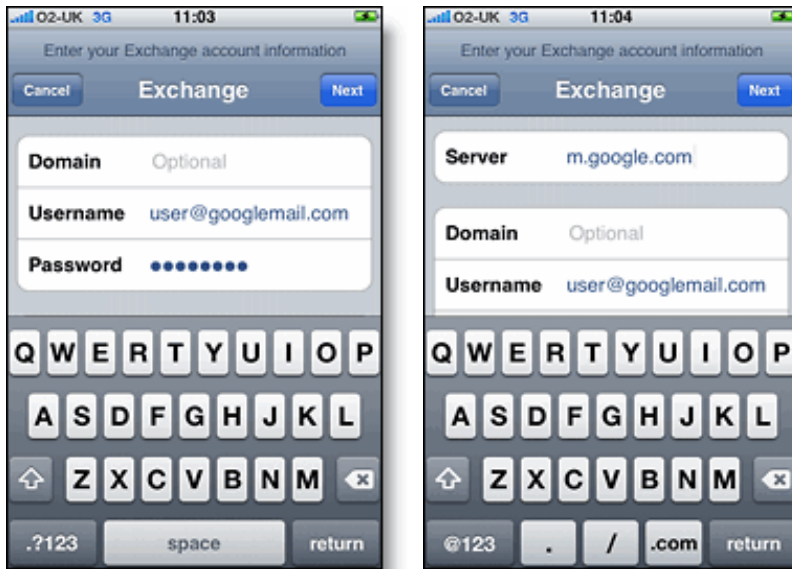 O2-UK 3G 11:03
Enter your Exchange account information
Cancel Exchange Next
Domain Optional
Username user@googlemail.com
Password
Q W E R T Y U I O P
A S D F G H J K L
Z X C V B N M
.?123 space return
O2-UK 3G 11:04
Enter your Exchange account information
Cancel Exchange Next
Server m.google.com
Domain Optional
Username user@googlemail.com
Q W E R T Y U I O P
A S D F G H J K L
Z X C V B N M
@123 . / .com return